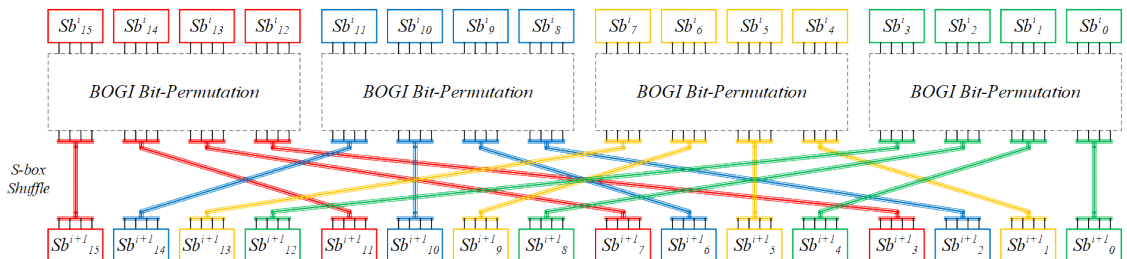 Sb^i_15 Sb^i_14 Sb^i_13 Sb^i_12 Sb^i_11 Sb^i_10 Sb^i_9 Sb^i_8 Sb^i_7 Sb^i_6 Sb^i_5 Sb^i_4 Sb^i_3 Sb^i_2 Sb^i_1 Sb^i_0
BOGI Bit-Permutation BOGI Bit-Permutation BOGI Bit-Permutation BOGI Bit-Permutation
S-box
Shuffle
Sb^i+1_15 Sb^i+1_14 Sb^i+1_13 Sb^i+1_12 Sb^i+1_11 Sb^i+1_10 Sb^i+1_9 Sb^i+1_8 Sb^i+1_7 Sb^i+1_6 Sb^i+1_5 Sb^i+1_4 Sb^i+1_3 Sb^i+1_2 Sb^i+1_1 Sb^i+1_0